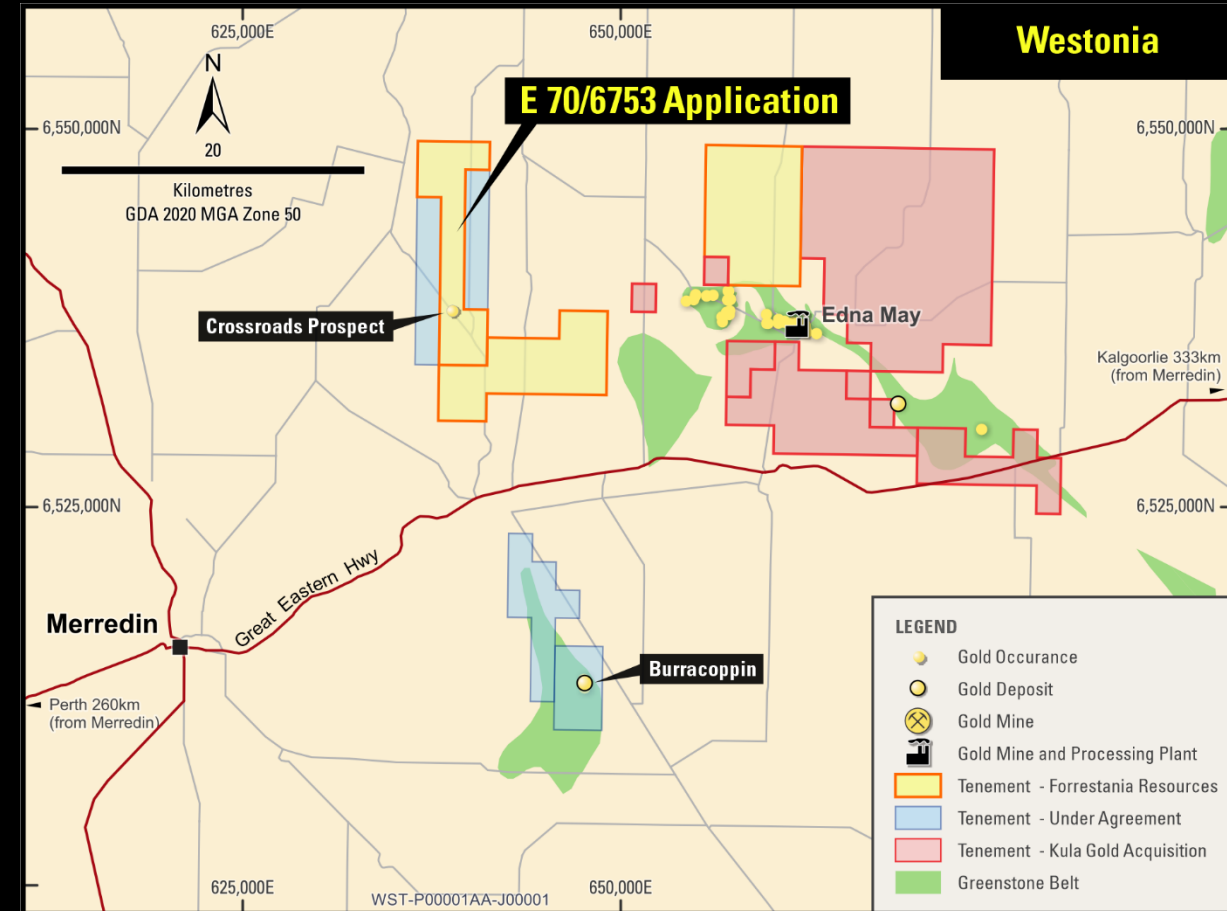 Westonia
625,000E
650,000E
N
E 70/6753 Application
6,550,000N
6,550,000N
20
Kilometres
GDA 2020 MGA Zone 50
Crossroads Prospect
Edna May
Kalgoorlie 333km
(from Merredin)
6,525,000N
6,525,000N
Great Eastern Hwy
Merredin
Burracoppin
Perth 260km
(from Merredin)
LEGEND
Gold Occurance
Gold Deposit
Gold Mine
Gold Mine and Processing Plant
Tenement - Forrestania Resources
Tenement - Under Agreement
Tenement - Kula Gold Acquisition
Greenstone Belt
625,000E
650,000E
WST-P00001AA-J00001